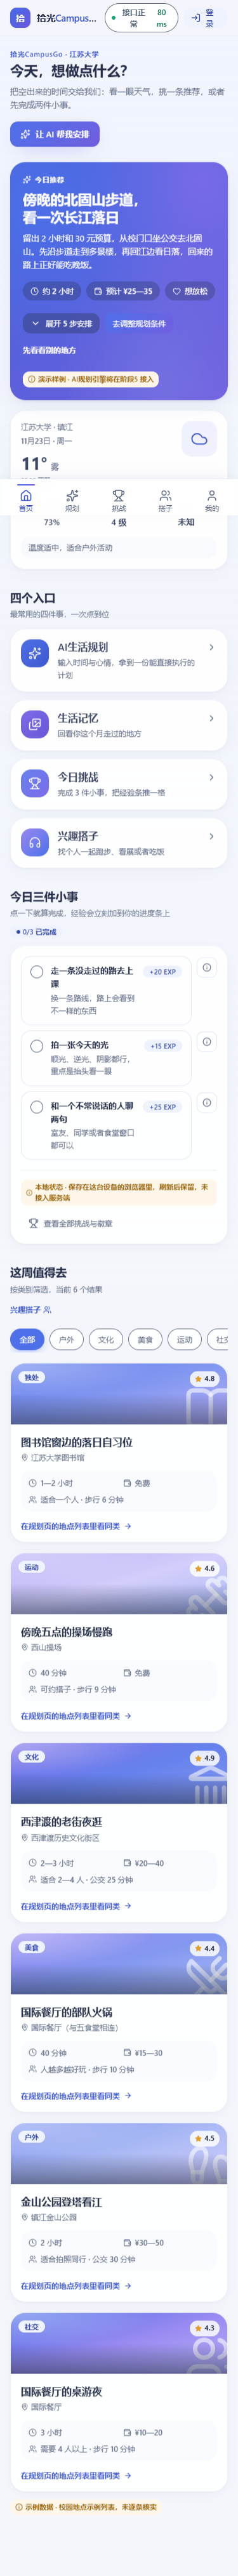 拾 拾光Campus... 接口正常 80 ms 登录
拾光CampusGo · 江苏大学
今天，想做点什么？
把空出来的时间交给我们：看一眼天气，挑一条推荐，或者
先完成两件小事。
让 AI 帮我安排
今日推荐
傍晚的北固山步道，
看一次长江落日
留出 2 小时和 30 元预算，从校门口坐公交去北固
山。先沿步道走到多景楼，再回江边看日落，回来的
路上正好能吃晚饭。
约 2 小时 预计 ¥25—35 想放松
展开 5 步安排 去调整规划条件
先看看别的地方
演示样例 · AI规划引擎将在阶段5 接入
江苏大学 · 镇江
11月23日 · 周一
11° 雾
首页 规划 挑战 搭子 我的
73% 4 级 未知
温度适中，适合户外活动
四个入口
最常用的四件事，一次点到位
AI生活规划
输入时间与心情，拿到一份能直接执行的
计划
生活记忆
回看你这个月走过的地方
今日挑战
完成 3 件小事，把经验条推一格
兴趣搭子
找个人一起跑步、看展或者吃饭
今日三件小事
点一下就算完成，经验会立刻加到你的进度条上
0/3 已完成
走一条没走过的路去上
课
+20 EXP
换一条路线，路上会看到
不一样的东西
拍一张今天的光
+15 EXP
顺光、逆光、阴影都行，
重点是抬头看一眼
和一个不常说话的人聊
两句
+25 EXP
室友、同学或者食堂窗口
都可以
本地状态 · 保存在这台设备的浏览器里，刷新后保留，未
接入服务端
查看全部挑战与徽章
这周值得去
按类别筛选，当前 6 个结果
兴趣搭子
全部 户外 文化 美食 运动 社交
独处 4.8
图书馆窗边的落日自习位
江苏大学图书馆
1—2 小时 免费
适合一个人 · 步行 6 分钟
在规划页的地点列表里看同类
运动 4.6
傍晚五点的操场慢跑
西山操场
40 分钟 免费
可约搭子 · 步行 9 分钟
在规划页的地点列表里看同类
文化 4.9
西津渡的老街夜逛
西津渡历史文化街区
2—3 小时 ¥20—40
适合 2—4 人 · 公交 25 分钟
在规划页的地点列表里看同类
美食 4.4
国际餐厅的部队火锅
国际餐厅（与五食堂相连）
40 分钟 ¥15—30
人越多越好玩 · 步行 10 分钟
在规划页的地点列表里看同类
户外 4.5
金山公园登塔看江
镇江金山公园
2 小时 ¥30—50
适合拍照同行 · 公交 30 分钟
在规划页的地点列表里看同类
社交 4.3
国际餐厅的桌游夜
国际餐厅
3 小时 ¥10—20
需要 4 人以上 · 步行 10 分钟
在规划页的地点列表里看同类
示例数据 · 校园地点示例列表，未逐条核实